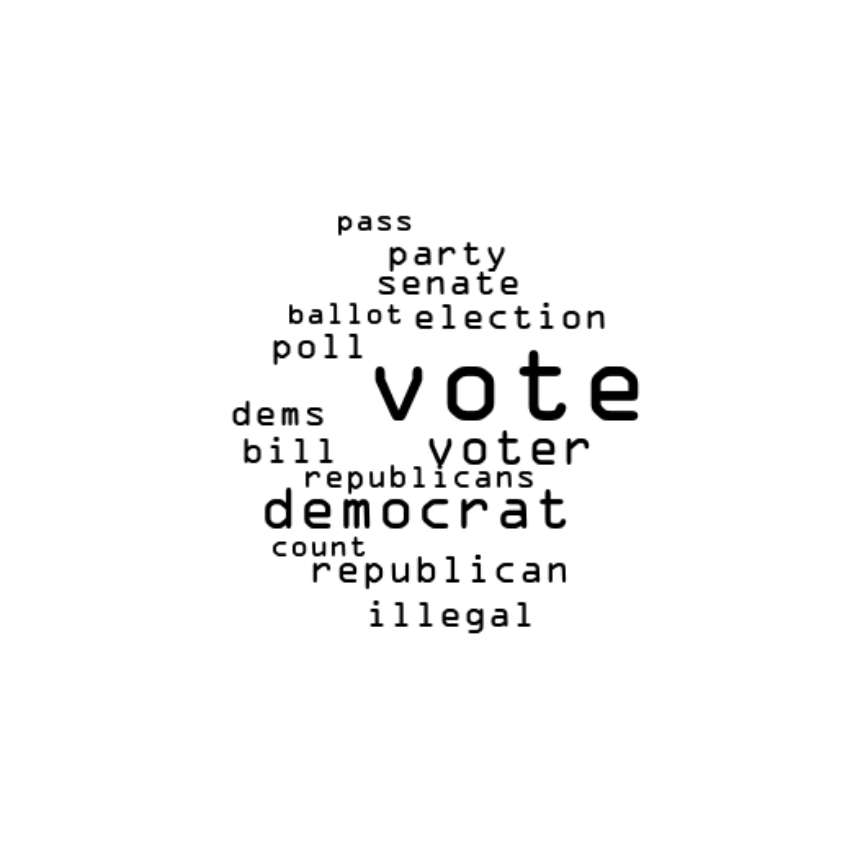 pass
party
senate
ballot election
poll
vote
dems
bill voter
republicans
democrat
count
republican
illegal